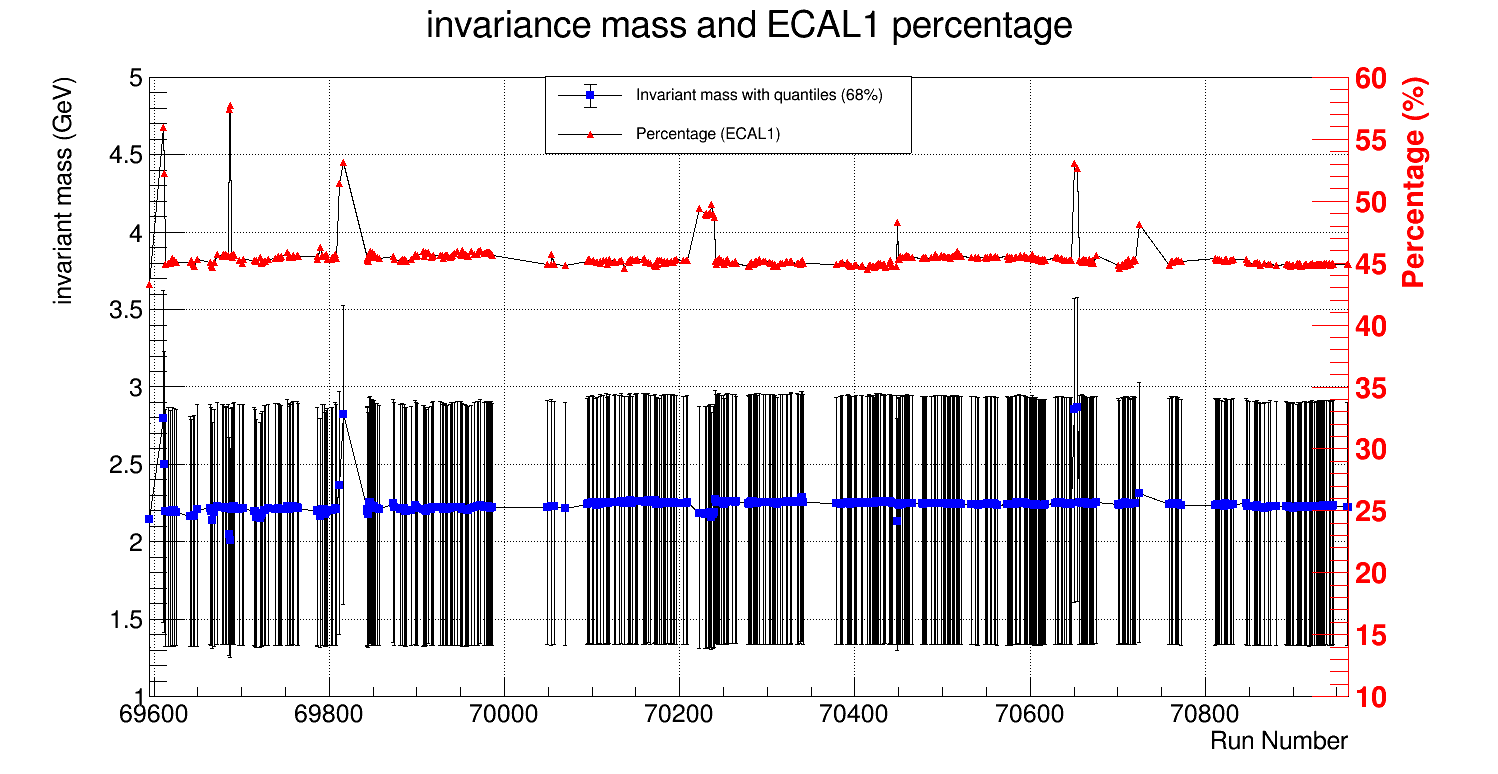 invariance mass and ECAL1 percentage
invariant mass (GeV)
5
4.5
4
3.5
3
2.5
2
1.5
1
Invariant mass with quantiles (68%)
Percentage (ECAL1)
60
55
50
45
40
35
30
25
20
15
10
Percentage (%)
69600 69800 70000 70200 70400 70600 70800
Run Number